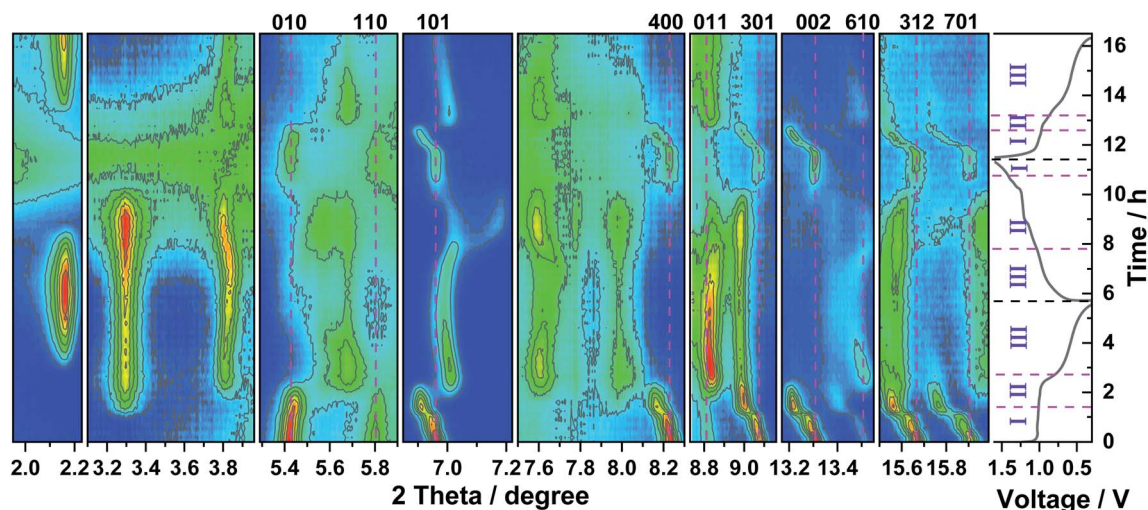 010 110 101 400 011 301 002 610 312 701
III
II
I
I
II
III
III
II
I
16
14
12
10
8
6
4
2
0
Time / h
2.0 2.2 3.2 3.4 3.6 3.8 5.4 5.6 5.8 7.0 7.2 7.6 7.8 8.0 8.2 8.8 9.0 13.2 13.4 15.6 15.8 1.5 1.0 0.5
2 Theta / degree Voltage / V